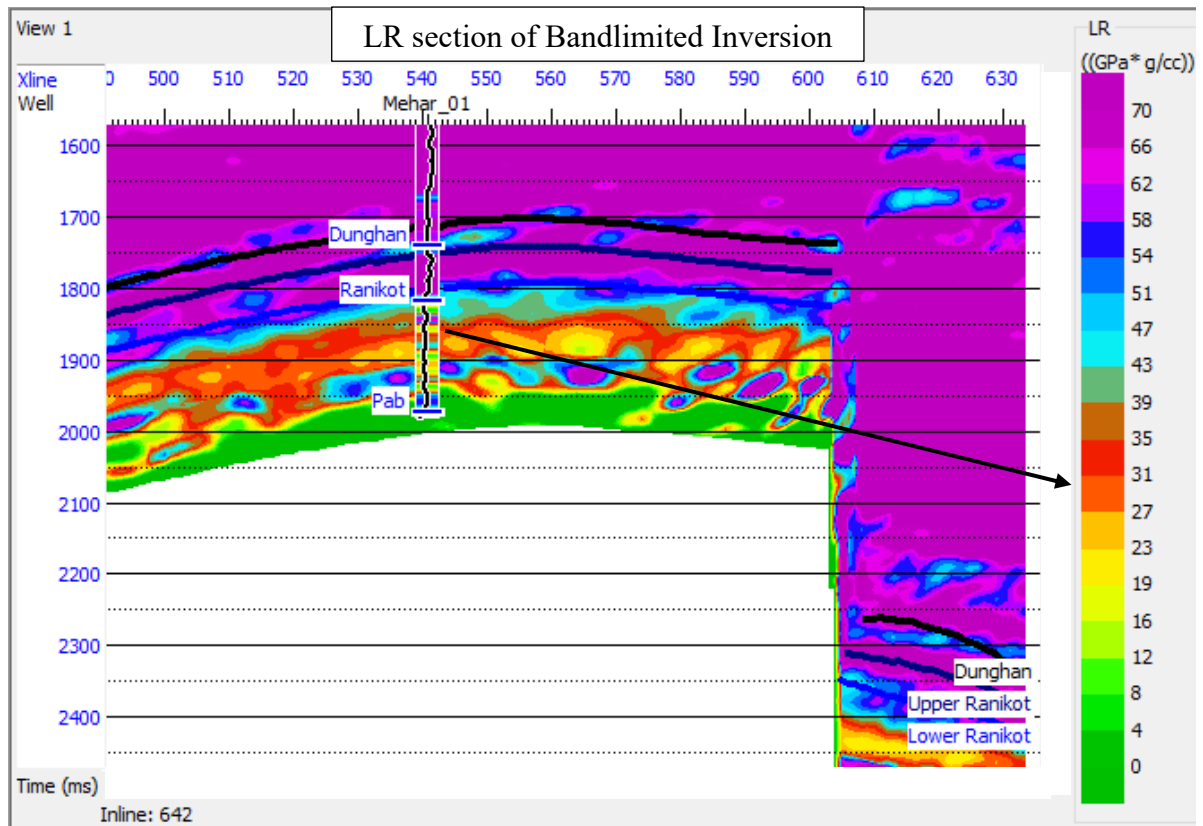 View 1
LR section of Bandlimited Inversion
LR
((GPa* g/cc))
Xline
0 500 510 520 530 540 550 560 570 580 590 600 610 620 630
Well
Mehar_01
1600
1700
1800
1900
2000
2100
2200
2300
2400
Dunghan
Ranikot
Pab
Dunghan
Upper Ranikot
Lower Ranikot
70
66
62
58
54
51
47
43
39
35
31
27
23
19
16
12
8
4
0
Time (ms)
Inline: 642